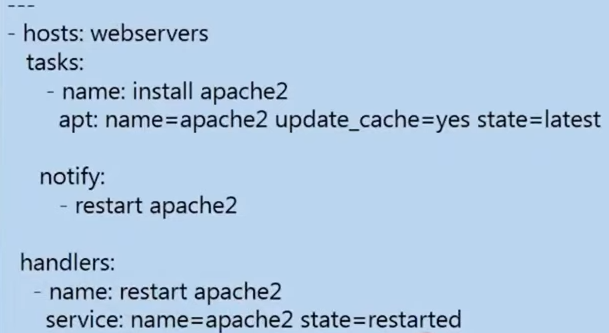 ---
- hosts: webservers
tasks:
- name: install apache2
apt: name=apache2 update_cache=yes state=latest
notify:
- restart apache2
handlers:
- name: restart apache2
service: name=apache2 state=restarted